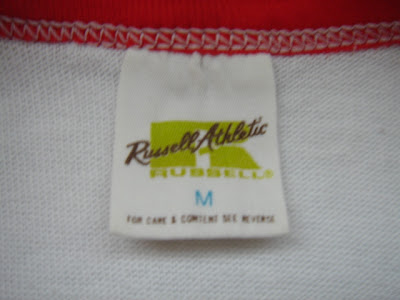 Russell Athletic
RUSSELL®
M
FOR CARE & CONTENT SEE REVERSE